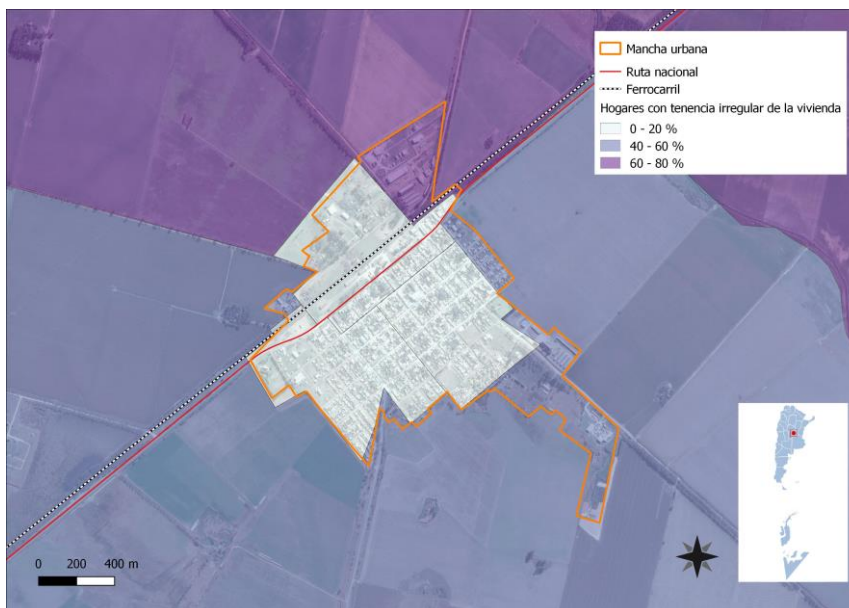 Mancha urbana
Ruta nacional
Ferrocarril
Hogares con tenencia irregular de la vivienda
0 - 20 %
40 - 60 %
60 - 80 %
0 200 400 m